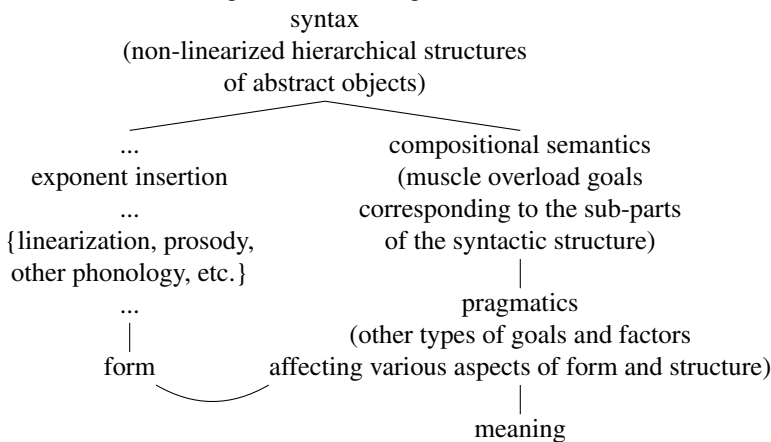 syntax
(non-linearized hierarchical structures
of abstract objects)
...
exponent insertion
...
{linearization, prosody,
other phonology, etc.}
...
form
compositional semantics
(muscle overload goals
corresponding to the sub-parts
of the syntactic structure)
pragmatics
(other types of goals and factors
affecting various aspects of form and structure)
meaning